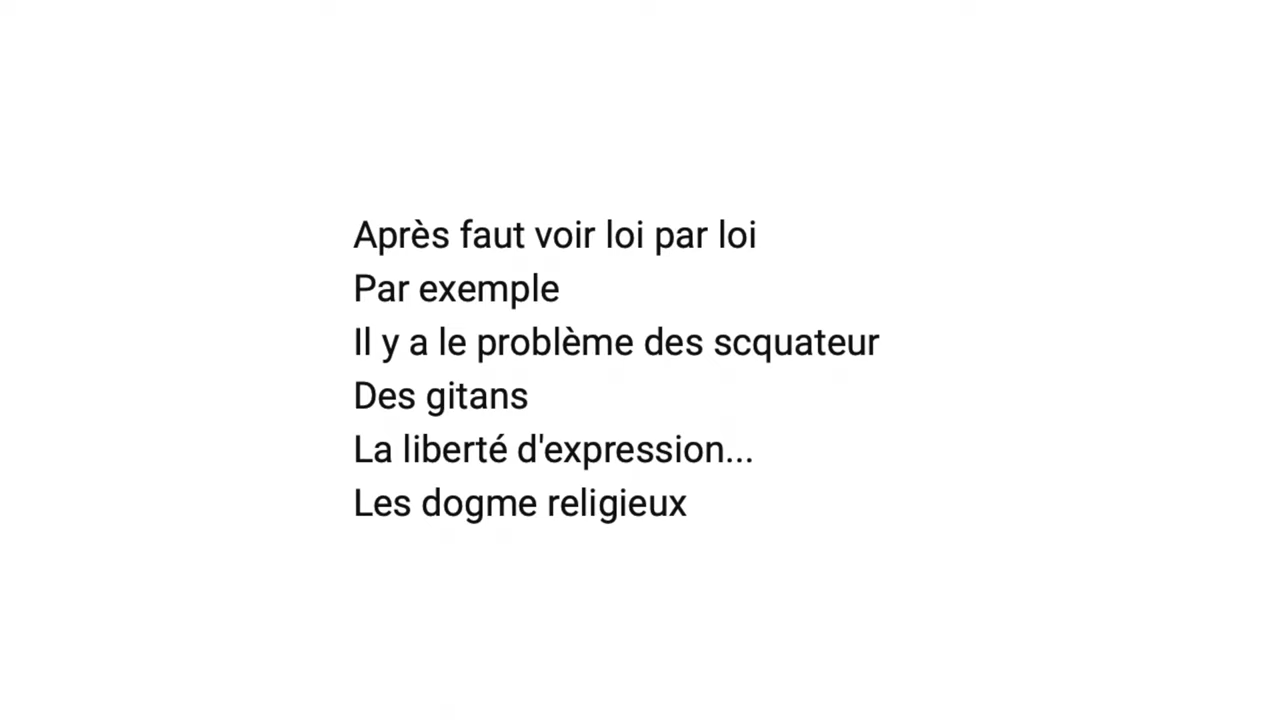 Après faut voir loi par loi
Par exemple
Il y a le problème des scquateur
Des gitans
La liberté d'expression...
Les dogme religieux